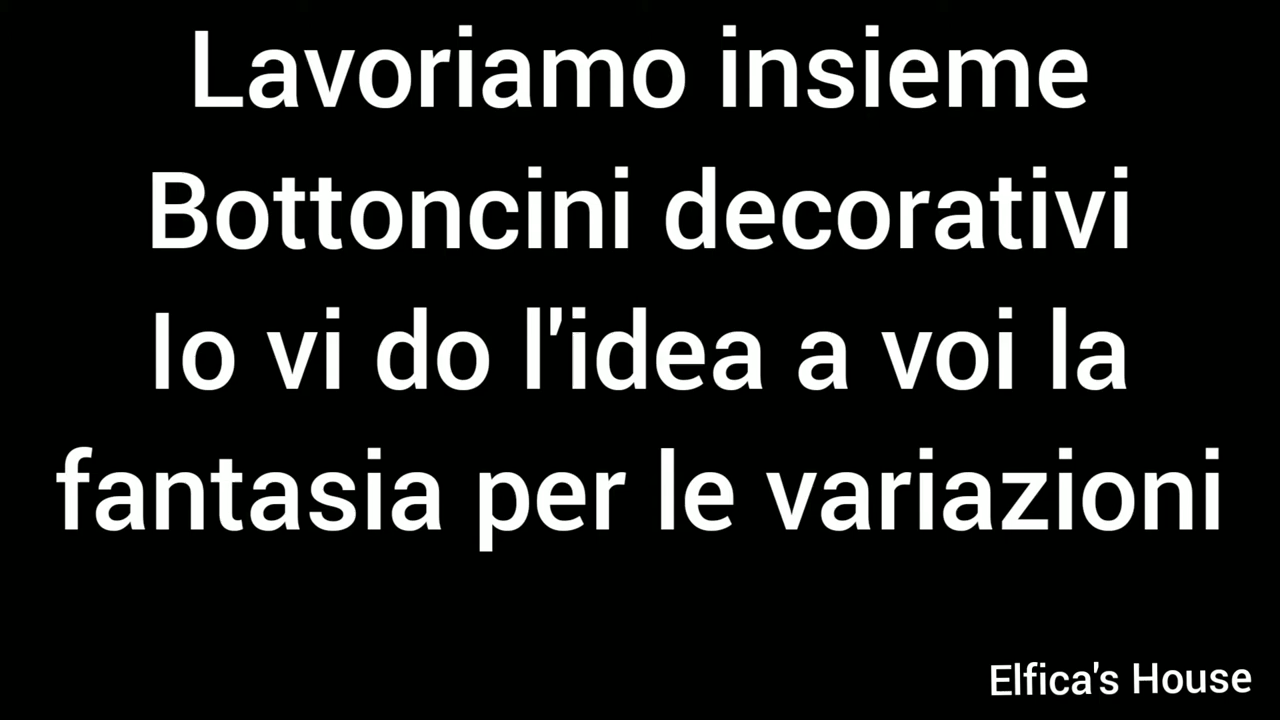 Lavoriamo insieme
Bottoncini decorativi
Io vi do l'idea a voi la
fantasia per le variazioni
Elfica's House